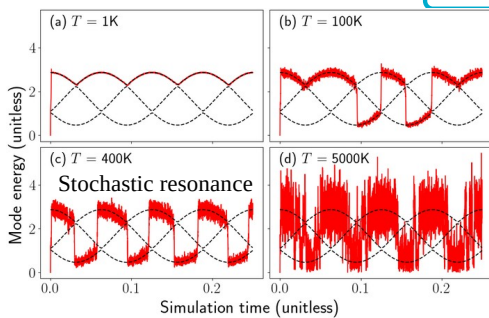 (a) T = 1K
(b) T = 100K
4
2
0
(c) T = 400K
(d) T = 5000K
Stochastic resonance
4
2
0
0.0 0.1 0.2
0.0 0.1 0.2
Mode energy (unitless)
Simulation time (unitless)